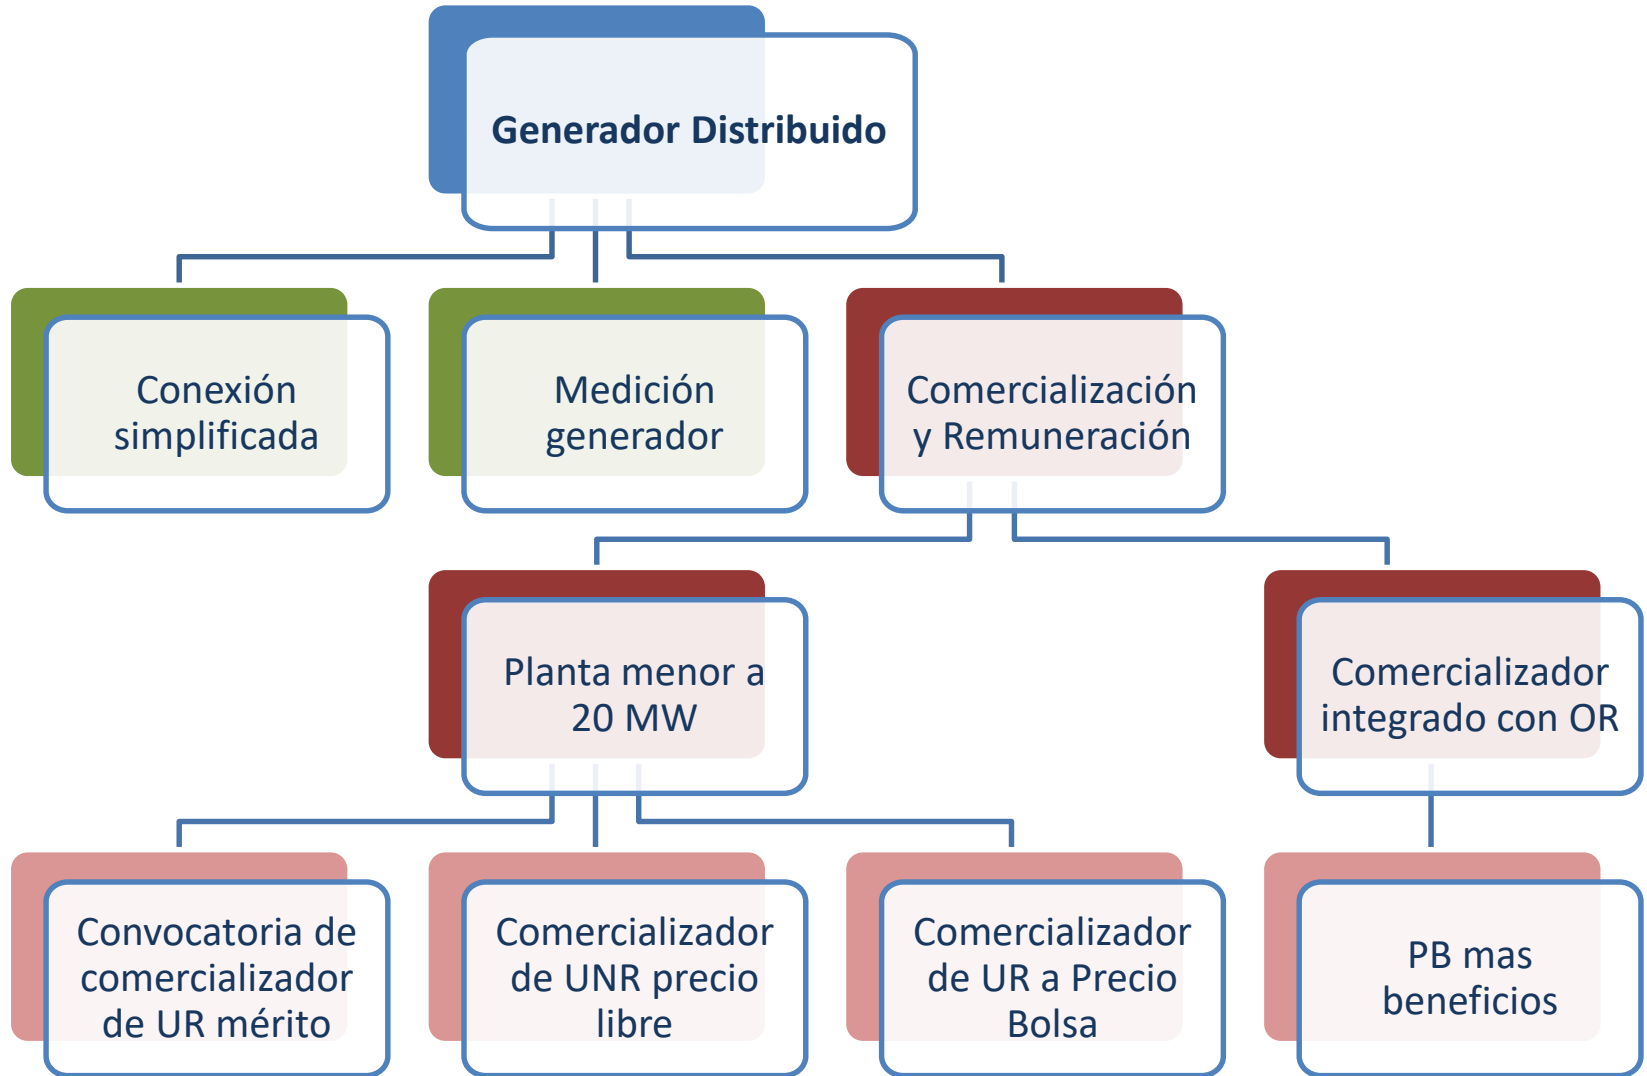 Generador Distribuido
Conexión
simplificada
Medición
generador
Comercialización
y Remuneración
Planta menor a
20 MW
Comercializador
integrado con OR
Convocatoria de
comercializador
de UR mérito
Comercializador
de UNR precio
libre
Comercializador
de UR a Precio
Bolsa
PB mas
beneficios